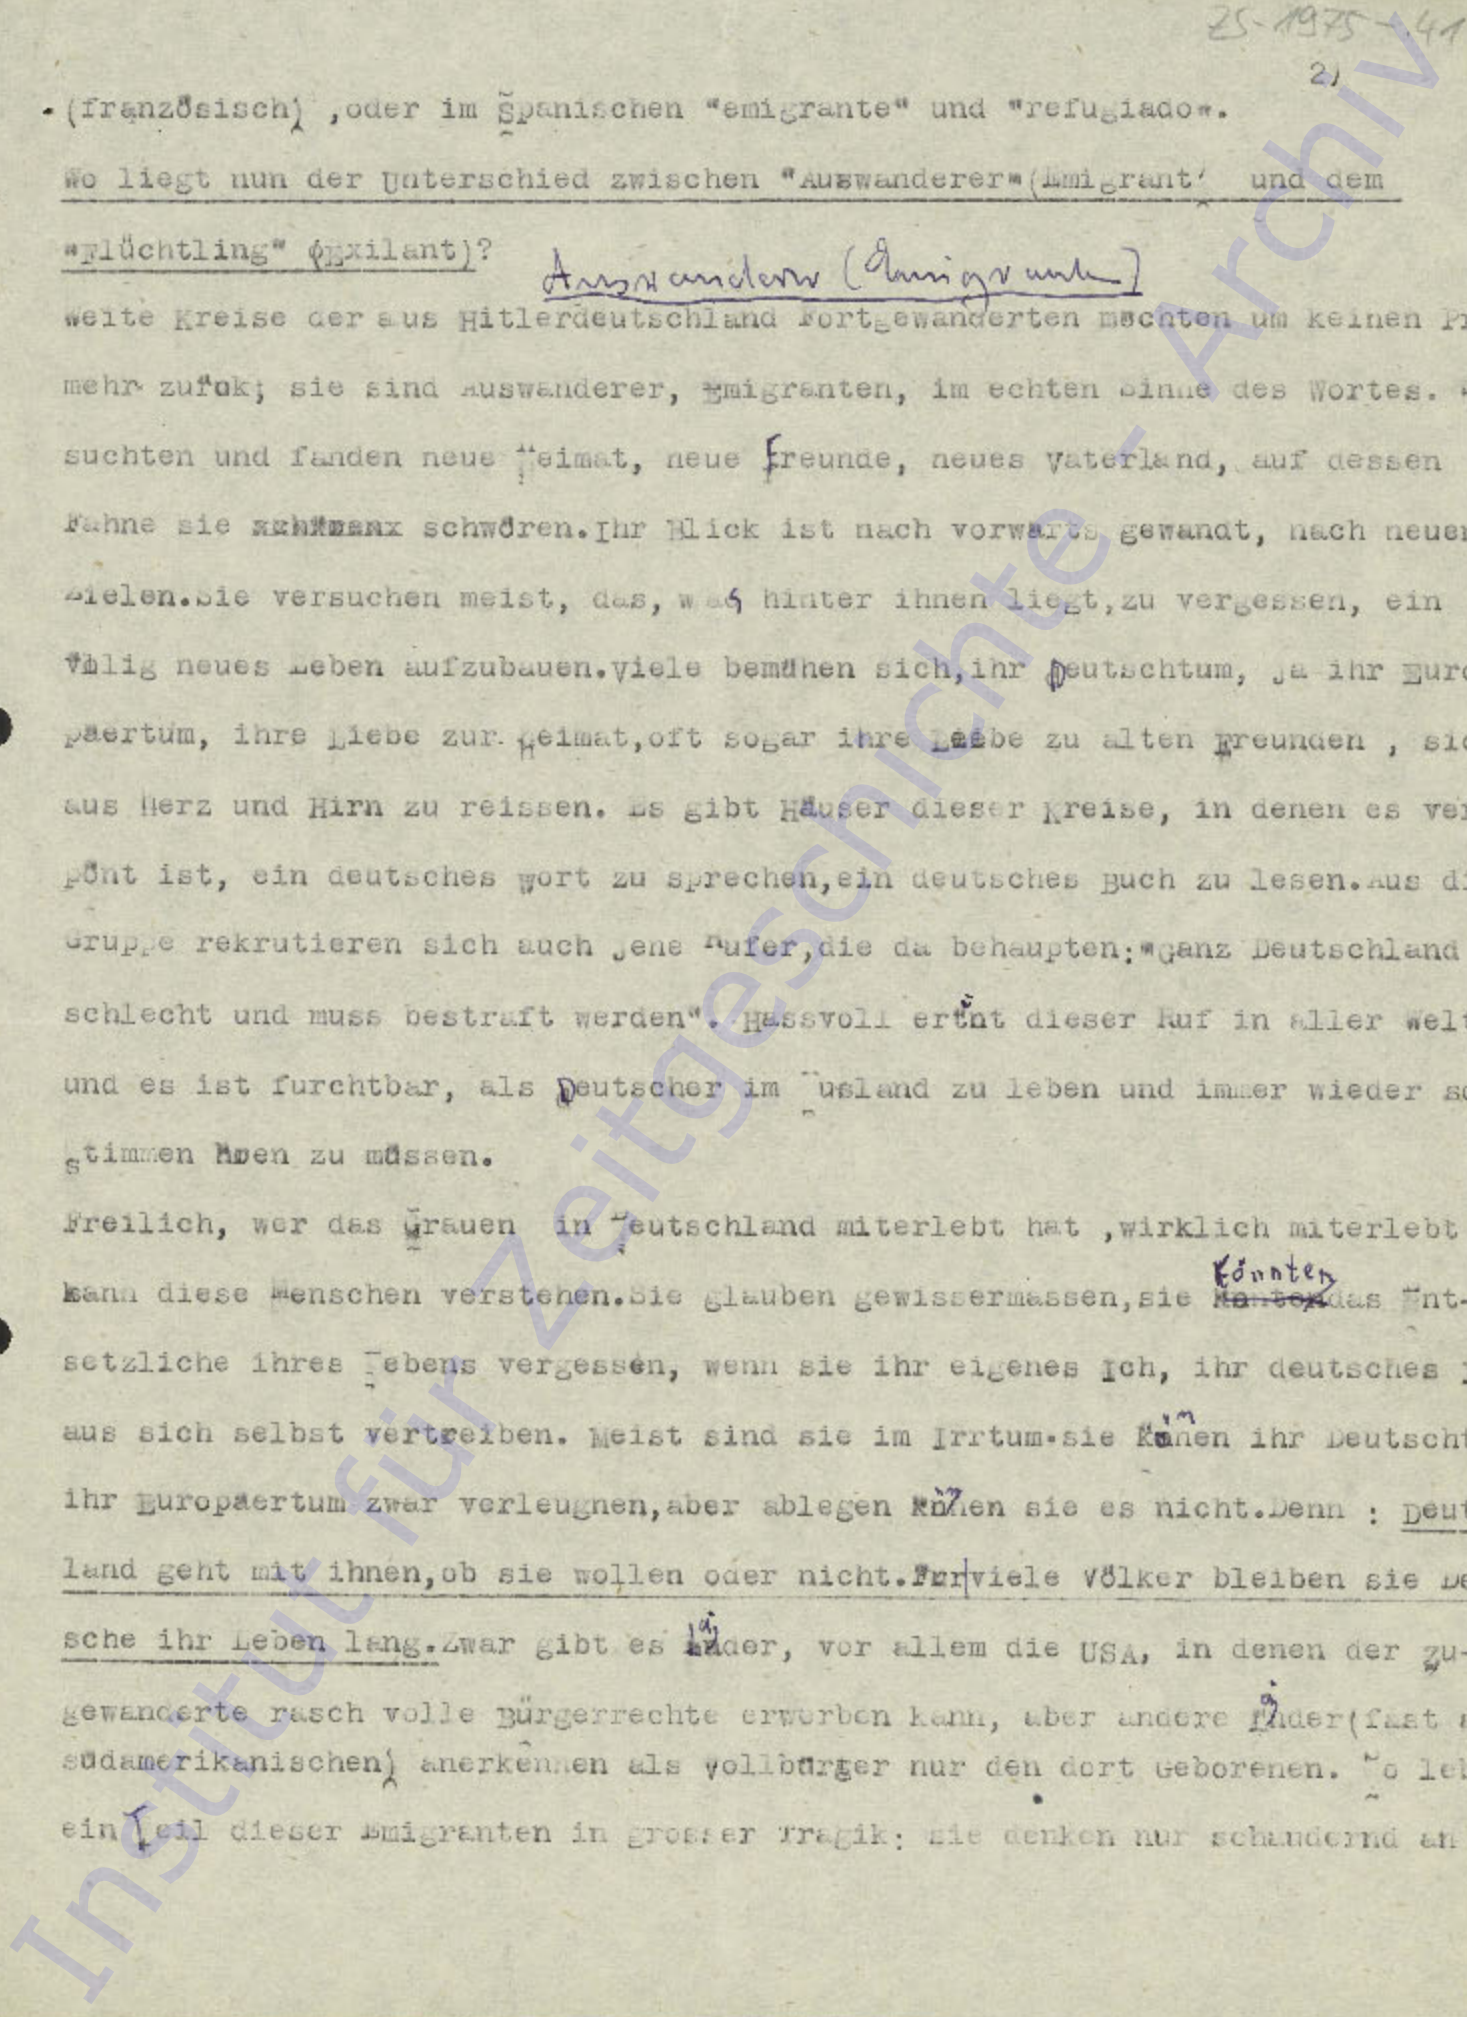 ZS-1975-.41
2)
(französisch) ,oder im Spanischen "emigrante" und "refugiado".
Wo liegt nun der Unterschied zwischen "Auswanderer"(Emigrant) und dem
"Flüchtling" (Exilant)?
Auswanderer (Emigranten)
Weite Kreise der aus Hitlerdeutschland Fortgewanderten möchten um keinen Pr
mehr zurük; sie sind Auswanderer, Emigranten, im echten Sinne des Wortes.
suchten und fanden neue Heimat, neue Freunde, neues Vaterland, auf dessen
Fahne sie schwören.Ihr Blick ist nach vorwärts gewandt, nach neuen
Zielen.Sie versuchen meist, das, was hinter ihnen liegt,zu vergessen, ein
völlig neues Leben aufzubauen.Viele bemühen sich,ihr Deutschtum, ja ihr Euro
päertum, ihre Liebe zur Heimat,oft sogar ihre Liebe zu alten Freunden , sic
aus Herz und Hirn zu reissen. Es gibt Häuser dieser Kreise, in denen es ver
pönt ist, ein deutsches Wort zu sprechen,ein deutsches Buch zu lesen.Aus di
Gruppe rekrutieren sich auch jene Rufer,die da behaupten:"Ganz Deutschland
schlecht und muss bestraft werden". Hassvoll ertönt dieser Ruf in aller Welt
und es ist furchtbar, als Deutscher im Ausland zu leben und immer wieder so
Stimmen hören zu müssen.
Freilich, wer das Grauen in Deutschland miterlebt hat ,wirklich miterlebt
kann diese Menschen verstehen.Sie glauben gewissermassen,sie könnten das Ent-
setzliche ihres Lebens vergessen, wenn sie ihr eigenes Ich, ihr deutsches
aus sich selbst vertreiben. Meist sind sie im Irrtum.Sie können ihr Deutscht
ihr Europäertum zwar verleugnen,aber ablegen können sie es nicht.Denn : Deut
land geht mit ihnen,ob sie wollen oder nicht.Für viele Völker bleiben sie De
sche ihr Leben lang.Zwar gibt es Länder, vor allem die USA, in denen der Zu-
gewanderte rasch volle Bürgerrechte erwerben kann, aber andere Länder(fast a
südamerikanischen) anerkennen als Vollbürger nur den dort Geborenen. So leb
ein Teil dieser Emigranten in grosser Tragik: Sie denken nur schaudernd an
Institut für Zeitgeschichte - Archiv